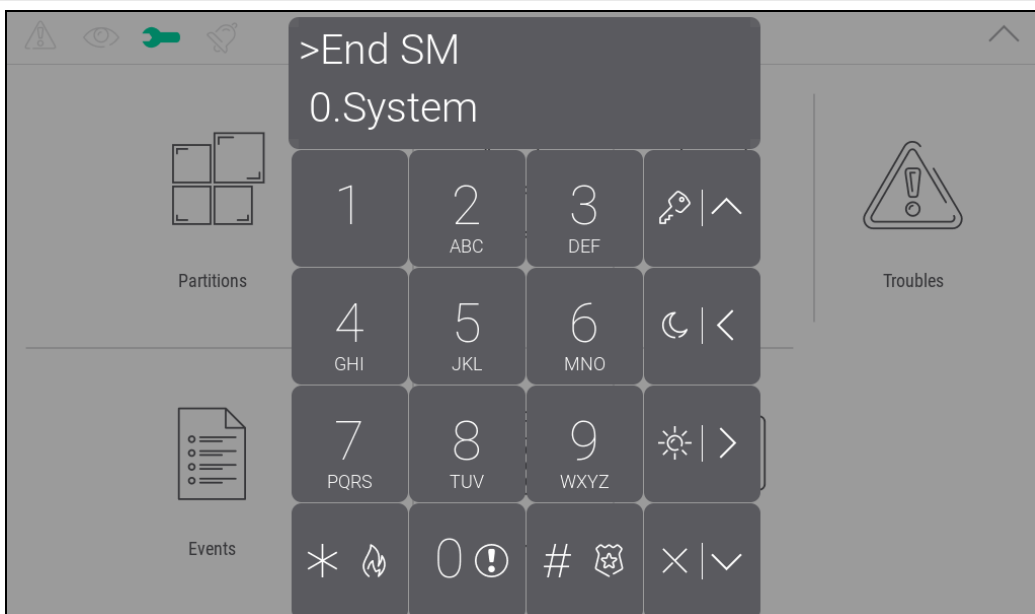 >End SM
0.System
1
2
ABC
3
DEF
4
GHI
5
JKL
6
MNO
7
PQRS
8
TUV
9
WXYZ
*
0
#
Partitions
Troubles
Events